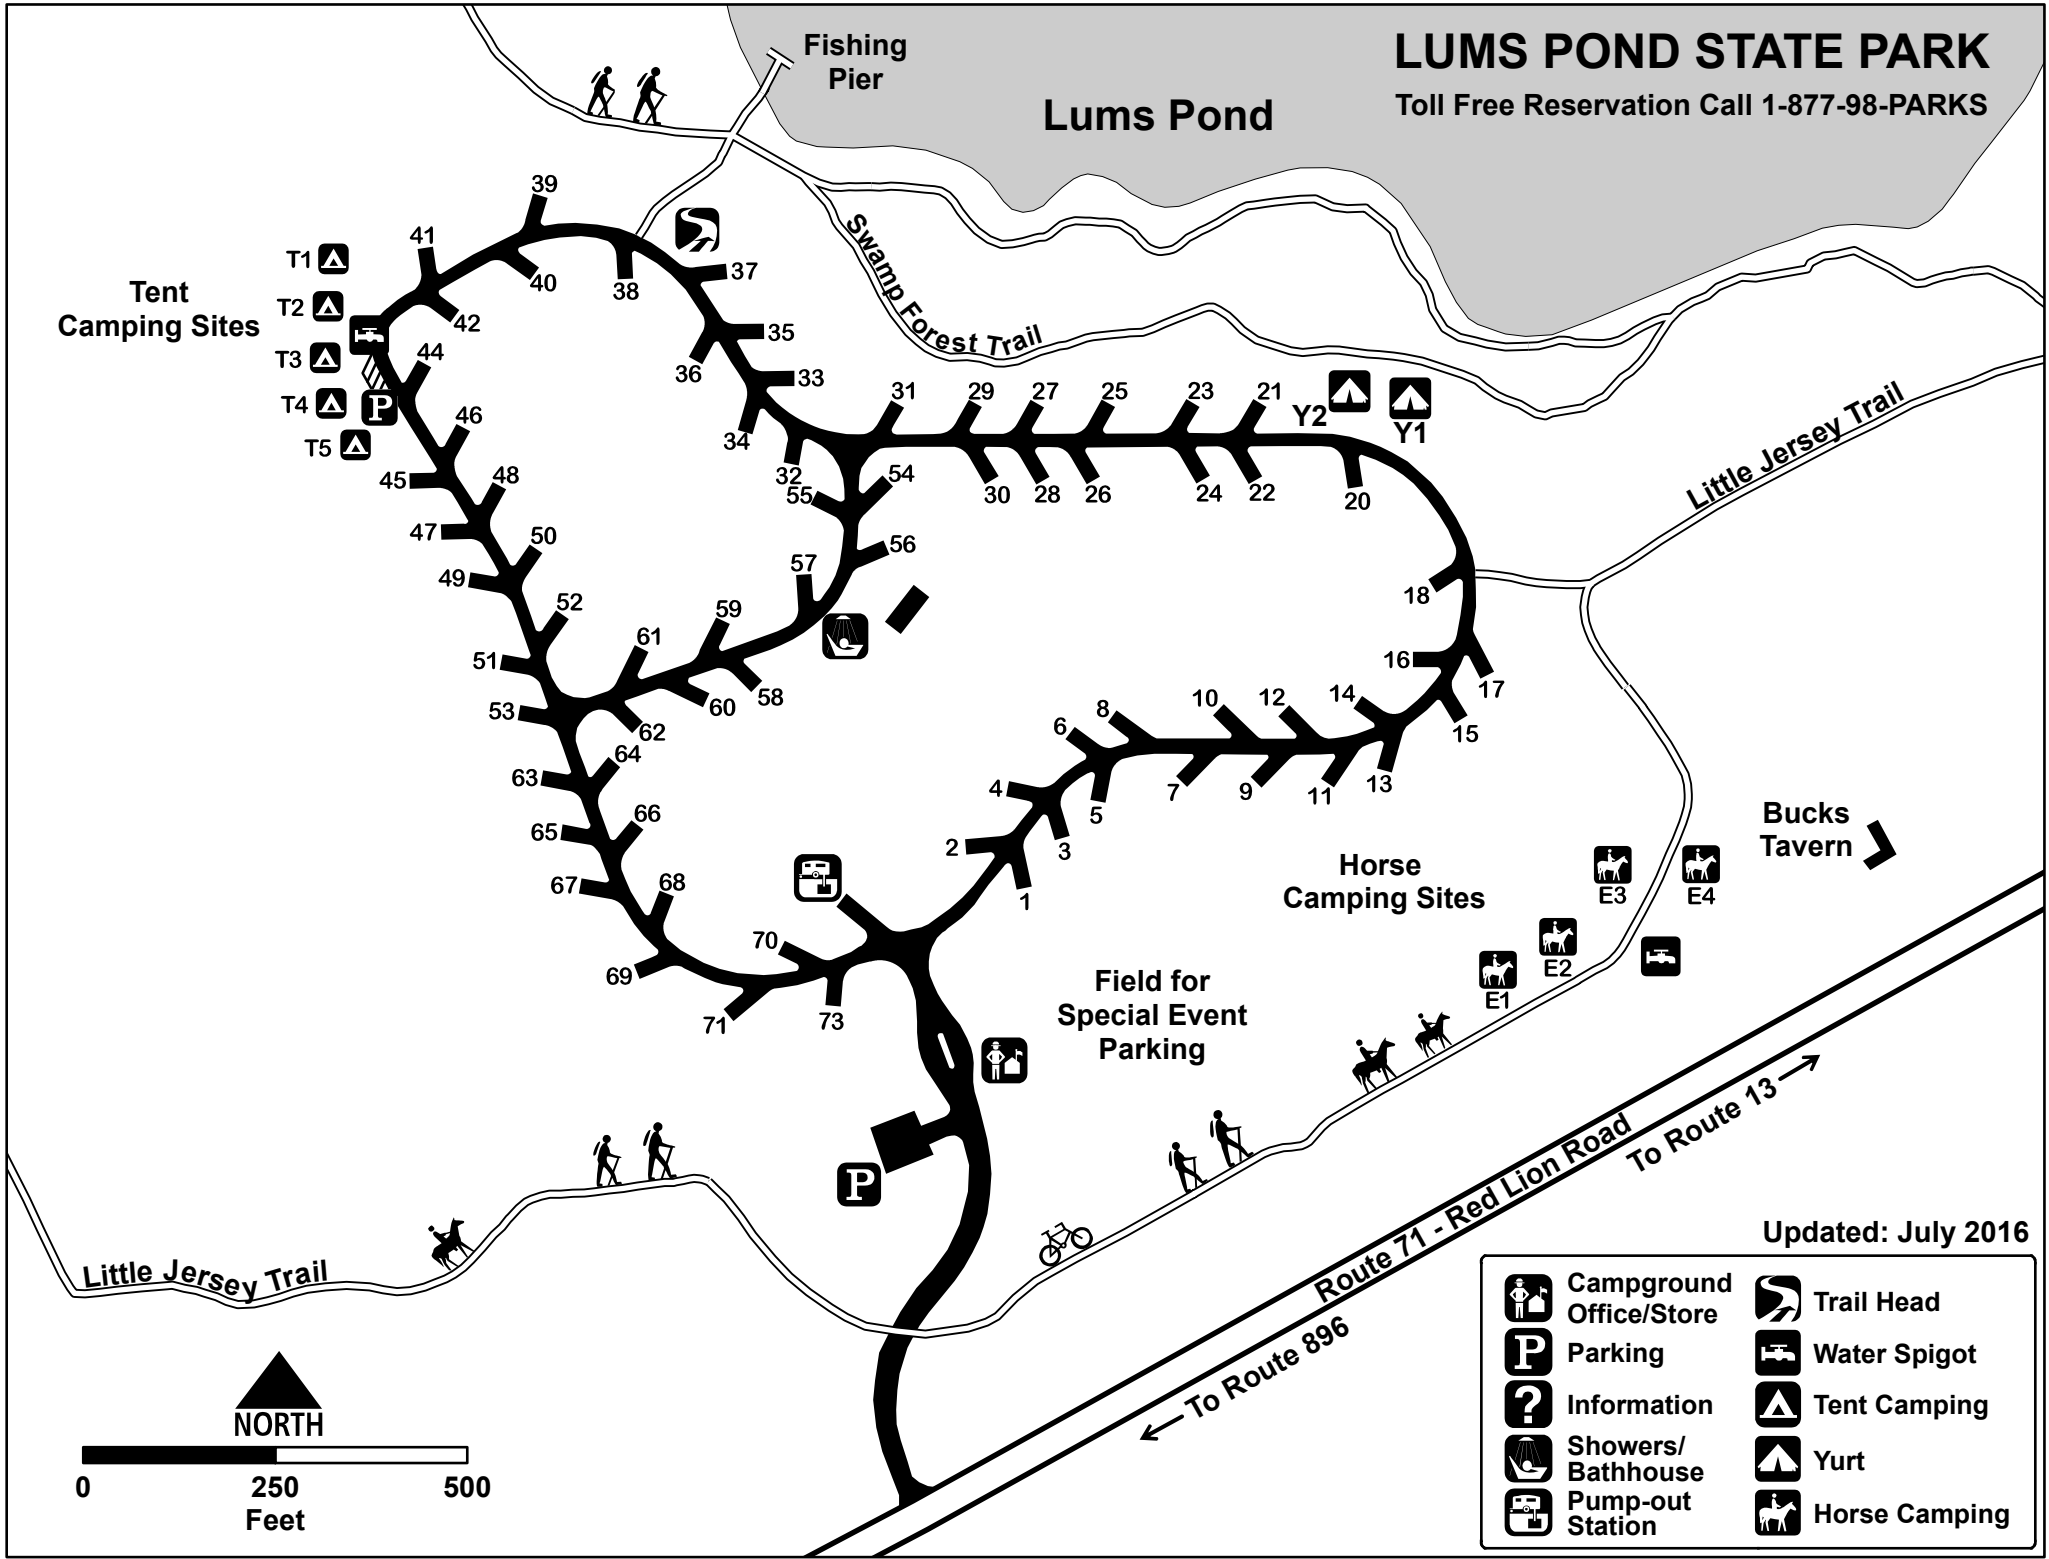 LUMS POND STATE PARK
Toll Free Reservation Call 1-877-98-PARKS
Fishing
Pier
Lums Pond
Swamp Forest Trail
Tent
Camping Sites
T1
T2
T3
T4
T5
P
39
41
40
38
37
42
44
35
36
33
34
46
32
31
29
27
25
23
21
Y2
Y1
45
48
55
54
30
28
26
24
22
20
47
50
56
49
57
18
52
59
51
61
16
58
17
53
60
62
14
12
10
8
6
15
64
63
4
5
7
9
11
13
66
65
2
3
67
68
1
70
69
71
73
Little Jersey Trail
Bucks
Tavern
Horse
Camping Sites
E3
E4
E2
E1
Field for
Special Event
Parking
P
Little Jersey Trail
Route 71 - Red Lion Road
To Route 13
To Route 896
NORTH
0
250
500
Feet
Updated: July 2016
Campground
Office/Store
P
Parking
?
Information
Showers/
Bathhouse
Pump-out
Station
Trail Head
Water Spigot
Tent Camping
Yurt
Horse Camping